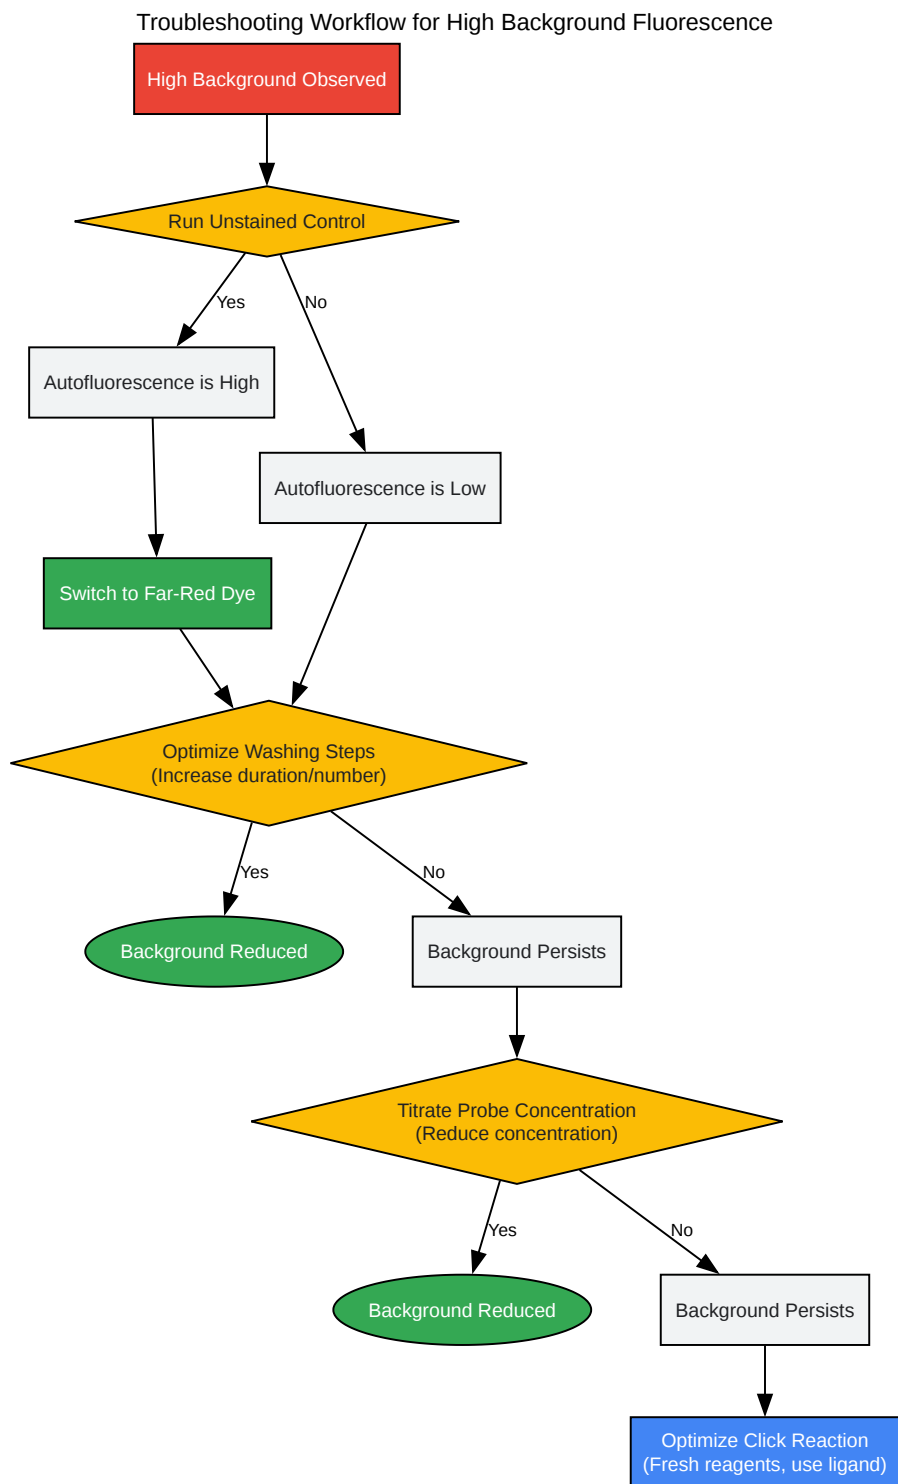 Troubleshooting Workflow for High Background Fluorescence
High Background Observed
Run Unstained Control
Yes
No
Autofluorescence is High
Autofluorescence is Low
Switch to Far-Red Dye
Optimize Washing Steps
(Increase duration/number)
Yes
No
Background Reduced
Background Persists
Titrate Probe Concentration
(Reduce concentration)
Yes
No
Background Reduced
Background Persists
Optimize Click Reaction
(Fresh reagents, use ligand)